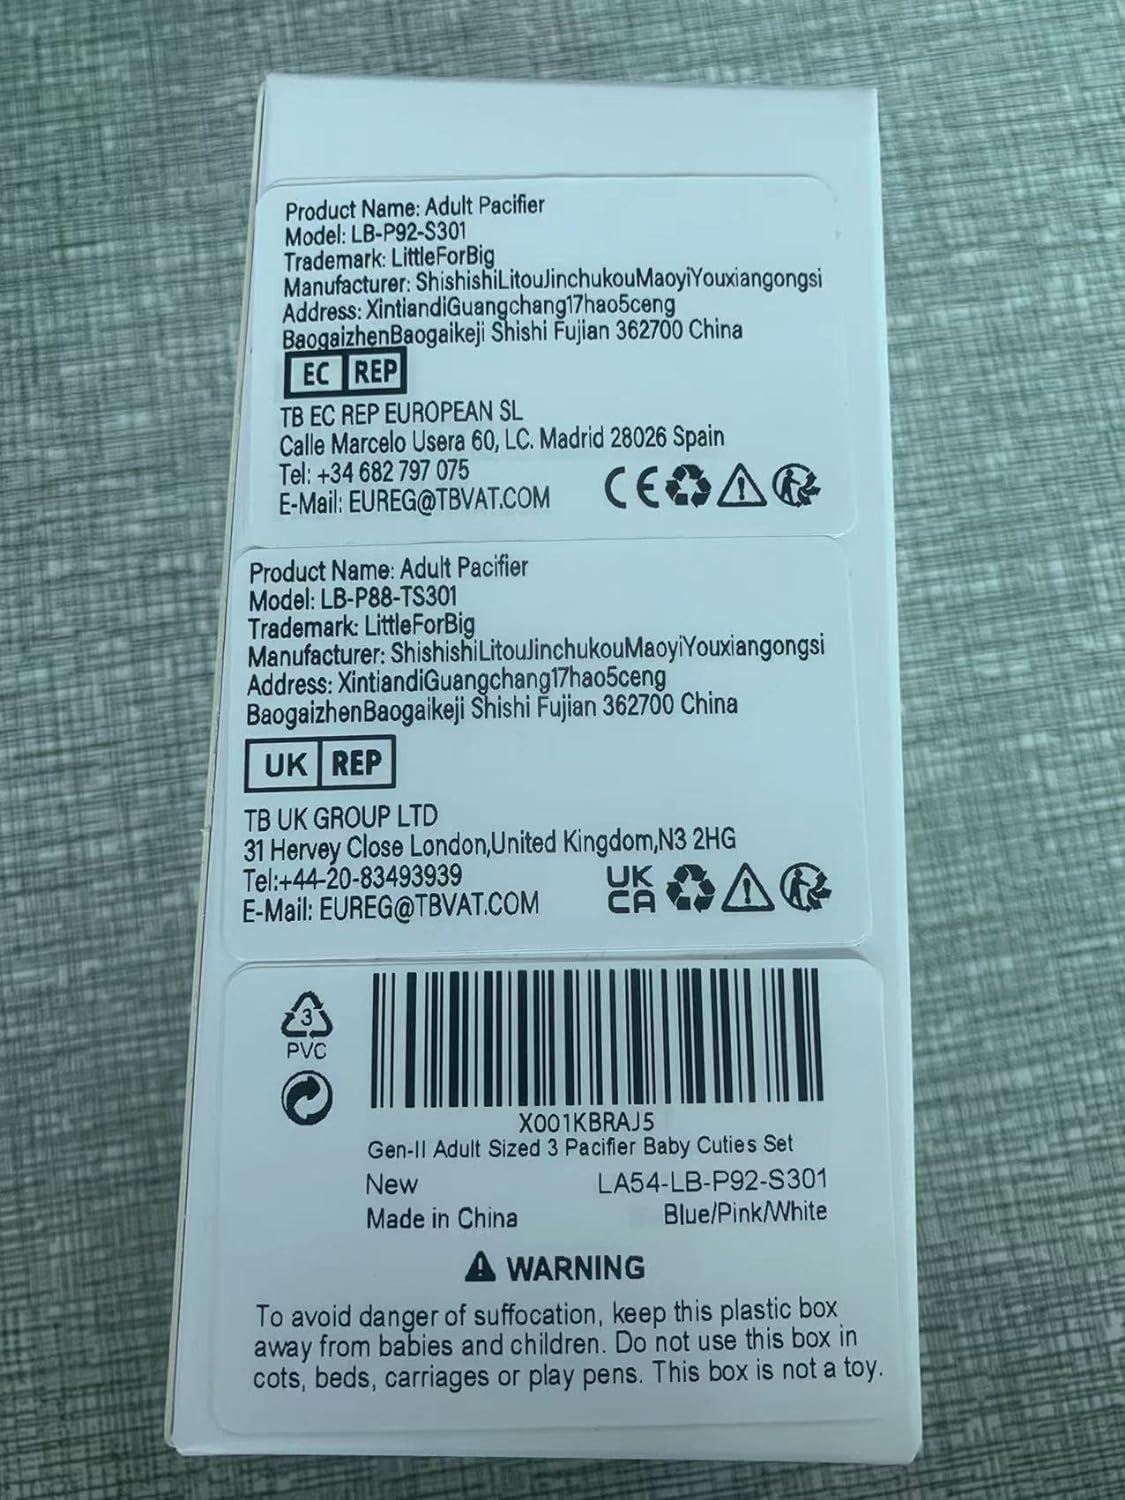 Product Name: Adult Pacifier
Model: LB-P92-S301
Trademark: LittleForBig
Manufacturer: ShishishiLitouJinchukouMaoyiYouxiangongsi
Address: XintiandiGuangchang17hao5ceng
BaogaizhenBaogaikeji Shishi Fujian 362700 China
EC REP
TB EC REP EUROPEAN SL
Calle Marcelo Usera 60, LC. Madrid 28026 Spain
Tel: +34 682 797 075
E-Mail: EUREG@TBVAT.COM
CE
Product Name: Adult Pacifier
Model: LB-P88-TS301
Trademark: LittleForBig
Manufacturer: ShishishiLitouJinchukouMaoyiYouxiangongsi
Address: XintiandiGuangchang17hao5ceng
BaogaizhenBaogaikeji Shishi Fujian 362700 China
UK REP
TB UK GROUP LTD
31 Hervey Close London,United Kingdom,N3 2HG
Tel:+44-20-83493939
E-Mail: EUREG@TBVAT.COM
UK
CA
3
PVC
X001KBRAJ5
Gen-II Adult Sized 3 Pacifier Baby Cuties Set
New LA54-LB-P92-S301
Made in China Blue/Pink/White
WARNING
To avoid danger of suffocation, keep this plastic box
away from babies and children. Do not use this box in
cots, beds, carriages or play pens. This box is not a toy.